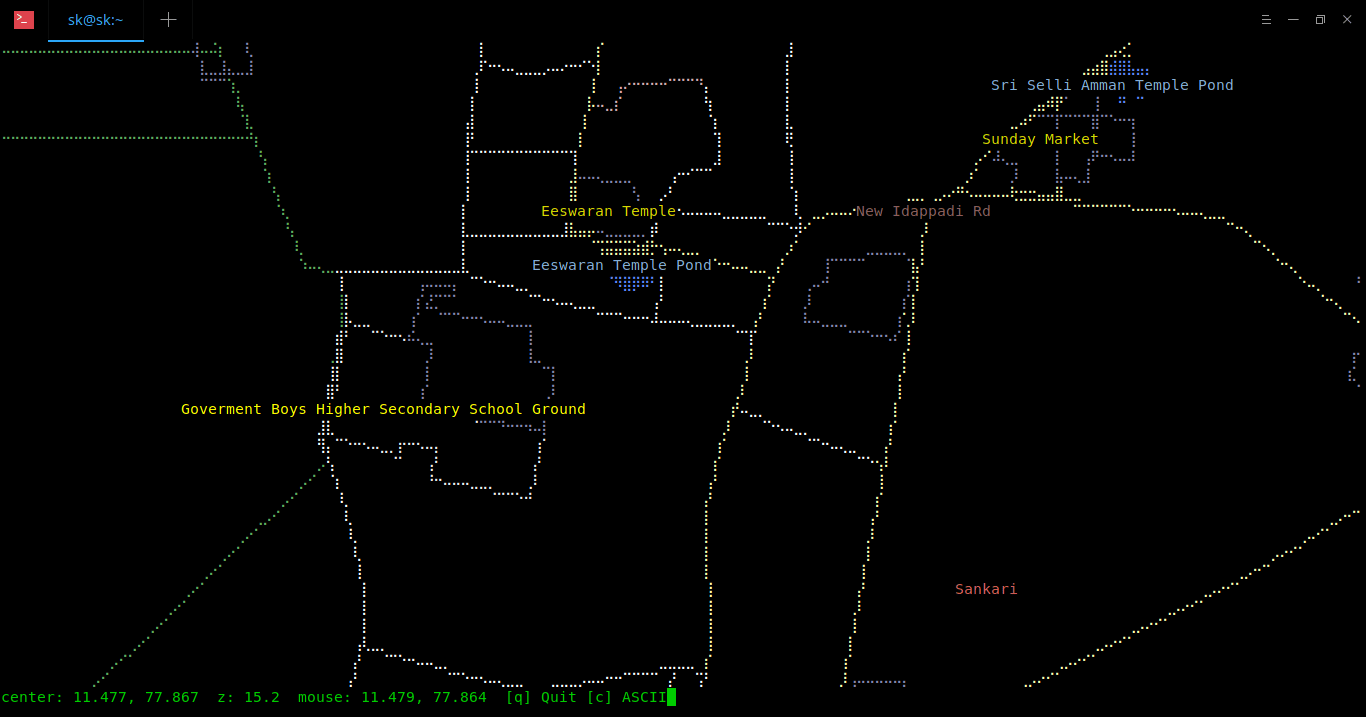 sk@sk:~
Sri Selli Amman Temple Pond
Sunday Market
Eeswaran Temple
New Idappadi Rd
Eeswaran Temple Pond
Goverment Boys Higher Secondary School Ground
Sankari
center: 11.477, 77.867 z: 15.2 mouse: 11.479, 77.864 [q] Quit [c] ASCII